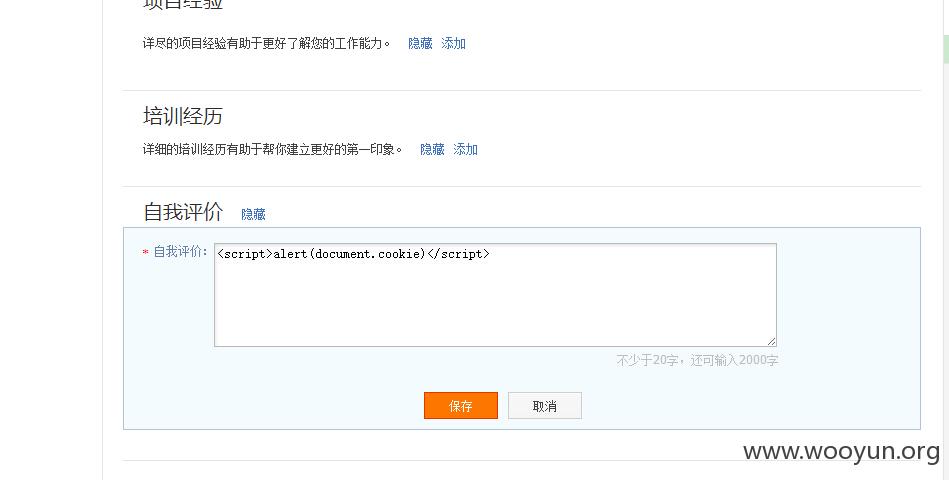 项目经验
详尽的项目经验有助于更好了解您的工作能力。 隐藏 添加
培训经历
详细的培训经历有助于帮你建立更好的第一印象。 隐藏 添加
自我评价 隐藏
* 自我评价: <script>alert(document.cookie)</script>
不少于20字，还可输入2000字
保存 取消
www.wooyun.org